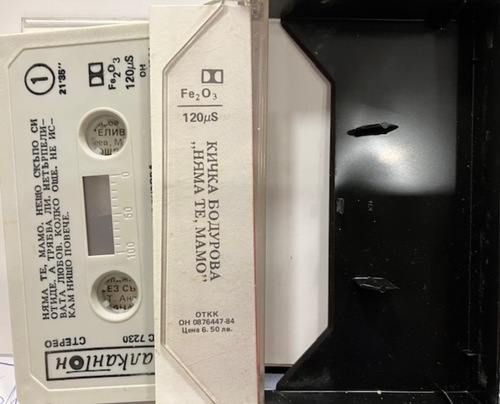 1
21'35"
Fe2O3
120µS
ОН
НЯМА ТЕ, МАМО. НЕЩО СКЪПО СИ
ОТИДЕ. А ТРЯБВА ЛИ. НЕТЪРПЕЛИ-
ВАТА ЛЮБОВ. КОЛКО ОЩЕ. НЕ ИС-
КАМ НИЩО ПОВЕЧЕ.
0
50
100
С 7230
СТЕРЕО
Fe2O3
120µS
КИЧКА БОДУРОВА
„НЯМА ТЕ, МАМО"
ОТКК
ОН 0876447-84
Цена 6. 50 лв.